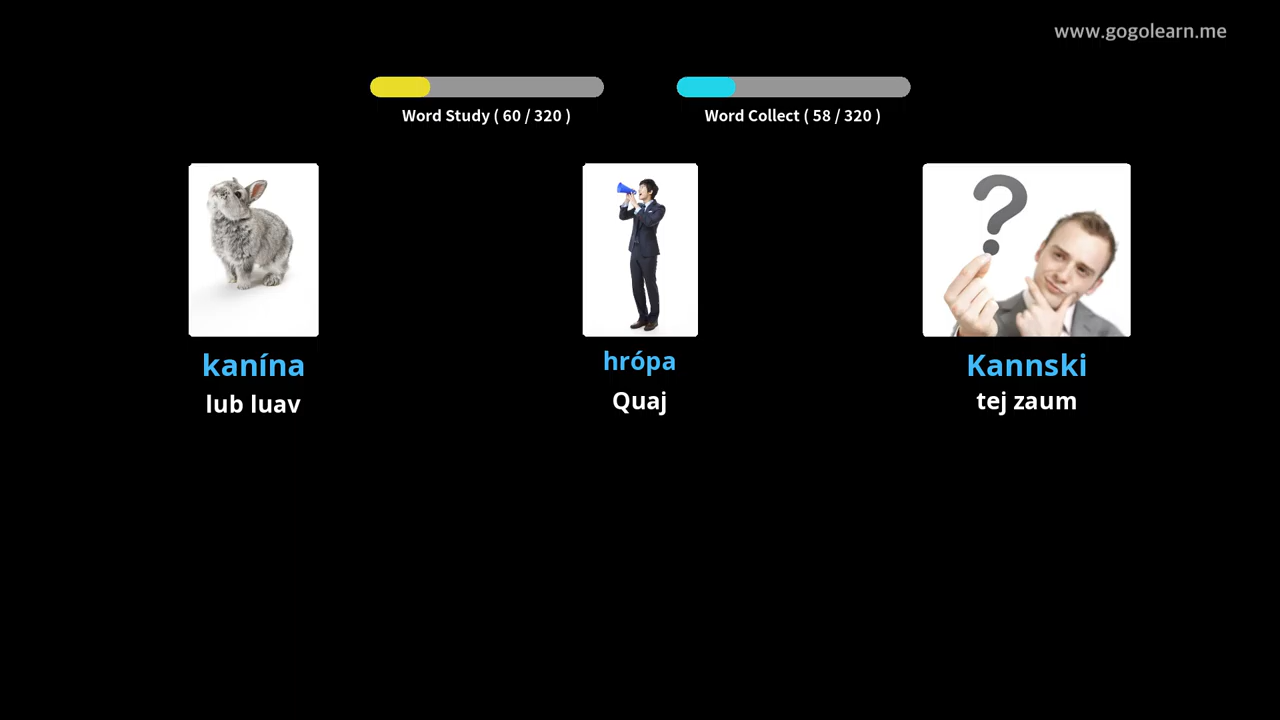 www.gogolearn.me
Word Study ( 60 / 320 )
Word Collect ( 58 / 320 )
kanína
hrópa
Kannski
lub luav
Quaj
tej zaum